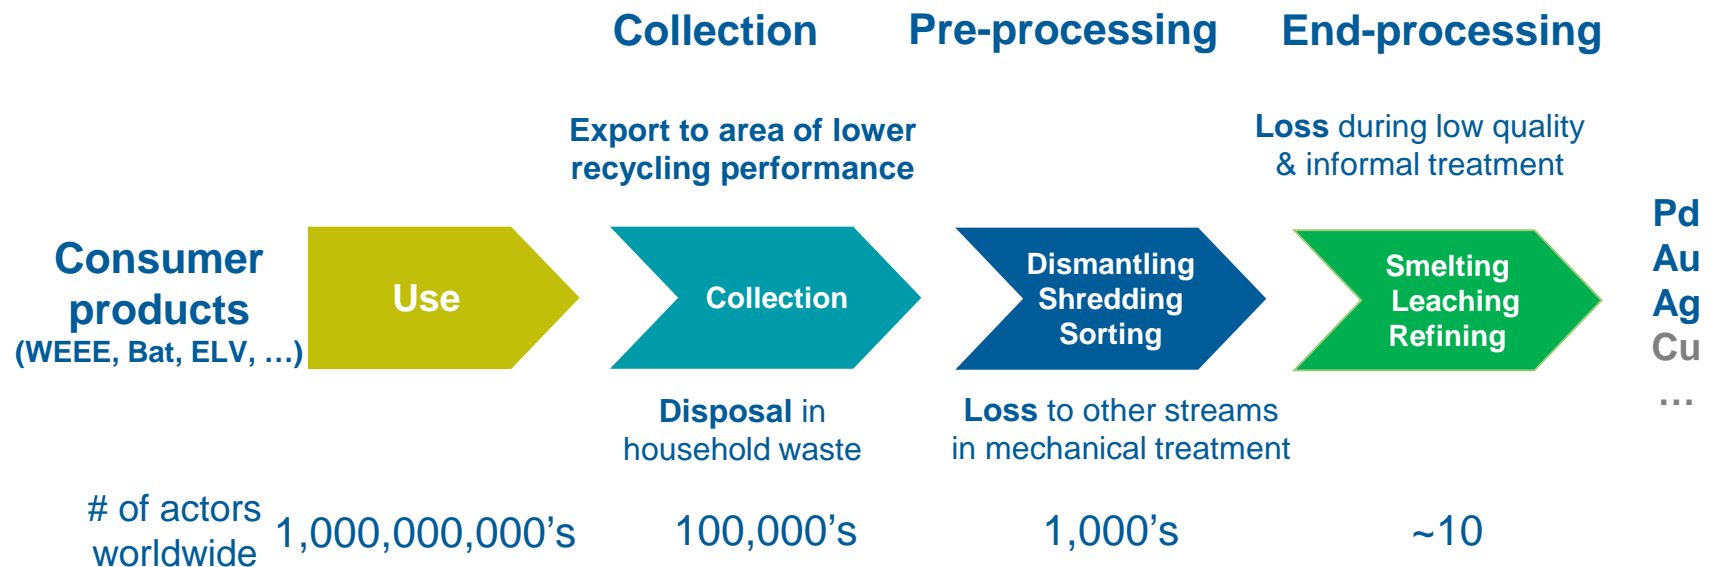 Collection
Pre-processing
End-processing
Export to area of lower
recycling performance
Loss during low quality
& informal treatment
Consumer
products
(WEEE, Bat, ELV, …)
Use
Collection
Dismantling
Shredding
Sorting
Smelting
Leaching
Refining
Pd
Au
Ag
Cu
…
Disposal in
household waste
Loss to other streams
in mechanical treatment
# of actors
worldwide
1,000,000,000’s
100,000’s
1,000’s
~10